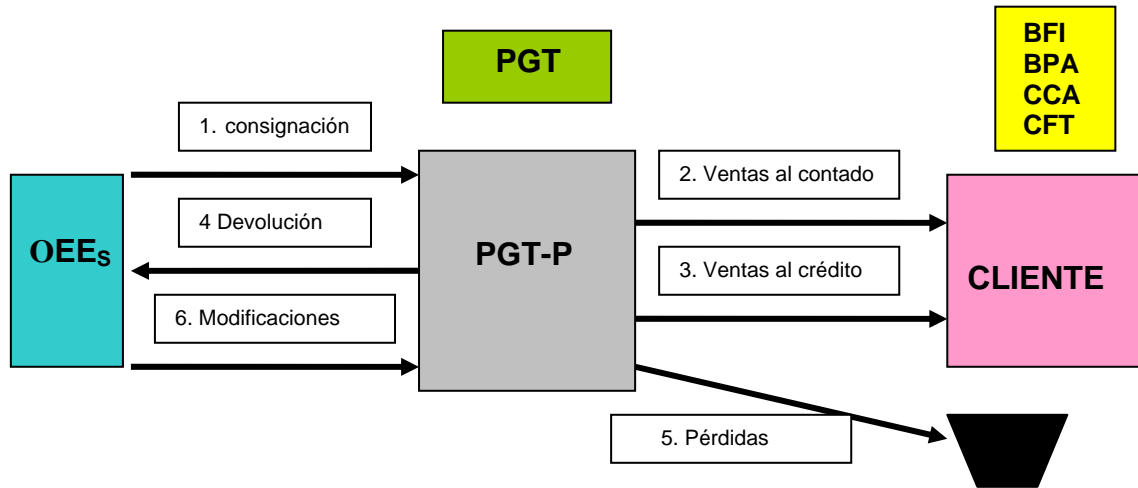 PGT
BFI
BPA
CCA
CFT
1. consignación
2. Ventas al contado
4 Devolución
OEES
PGT-P
3. Ventas al crédito
CLIENTE
6. Modificaciones
5. Pérdidas